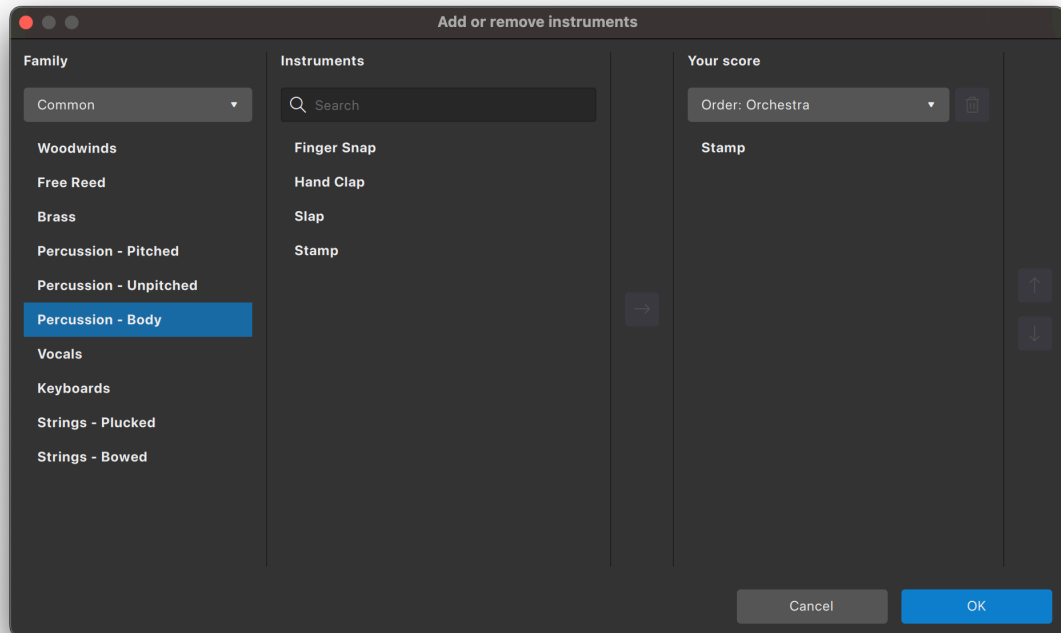 Add or remove instruments
Family
Common
Woodwinds
Free Reed
Brass
Percussion - Pitched
Percussion - Unpitched
Percussion - Body
Vocals
Keyboards
Strings - Plucked
Strings - Bowed
Instruments
Search
Finger Snap
Hand Clap
Slap
Stamp
Your score
Order: Orchestra
Stamp
Cancel
OK